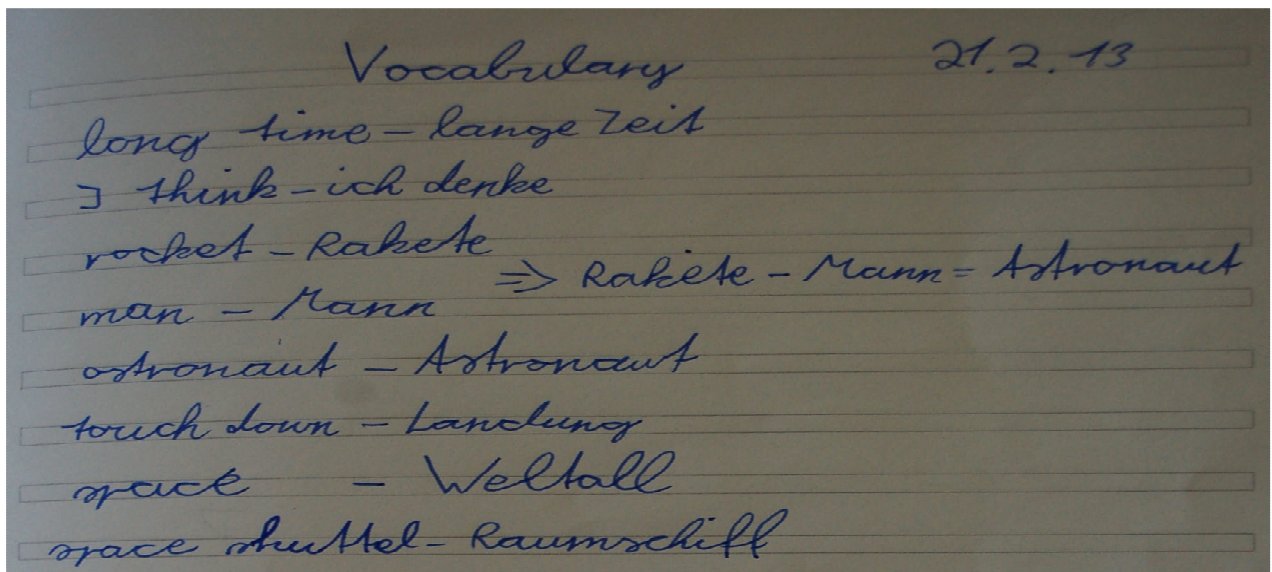 Vocabulary 21.2.13
long time – lange Zeit
I think – ich denke
rocket – Rakete
⇒ Rakete – Mann = Astronaut
man – Mann
astronaut – Astronaut
touch down – Landung
space – Weltall
space shuttel – Raumschiff